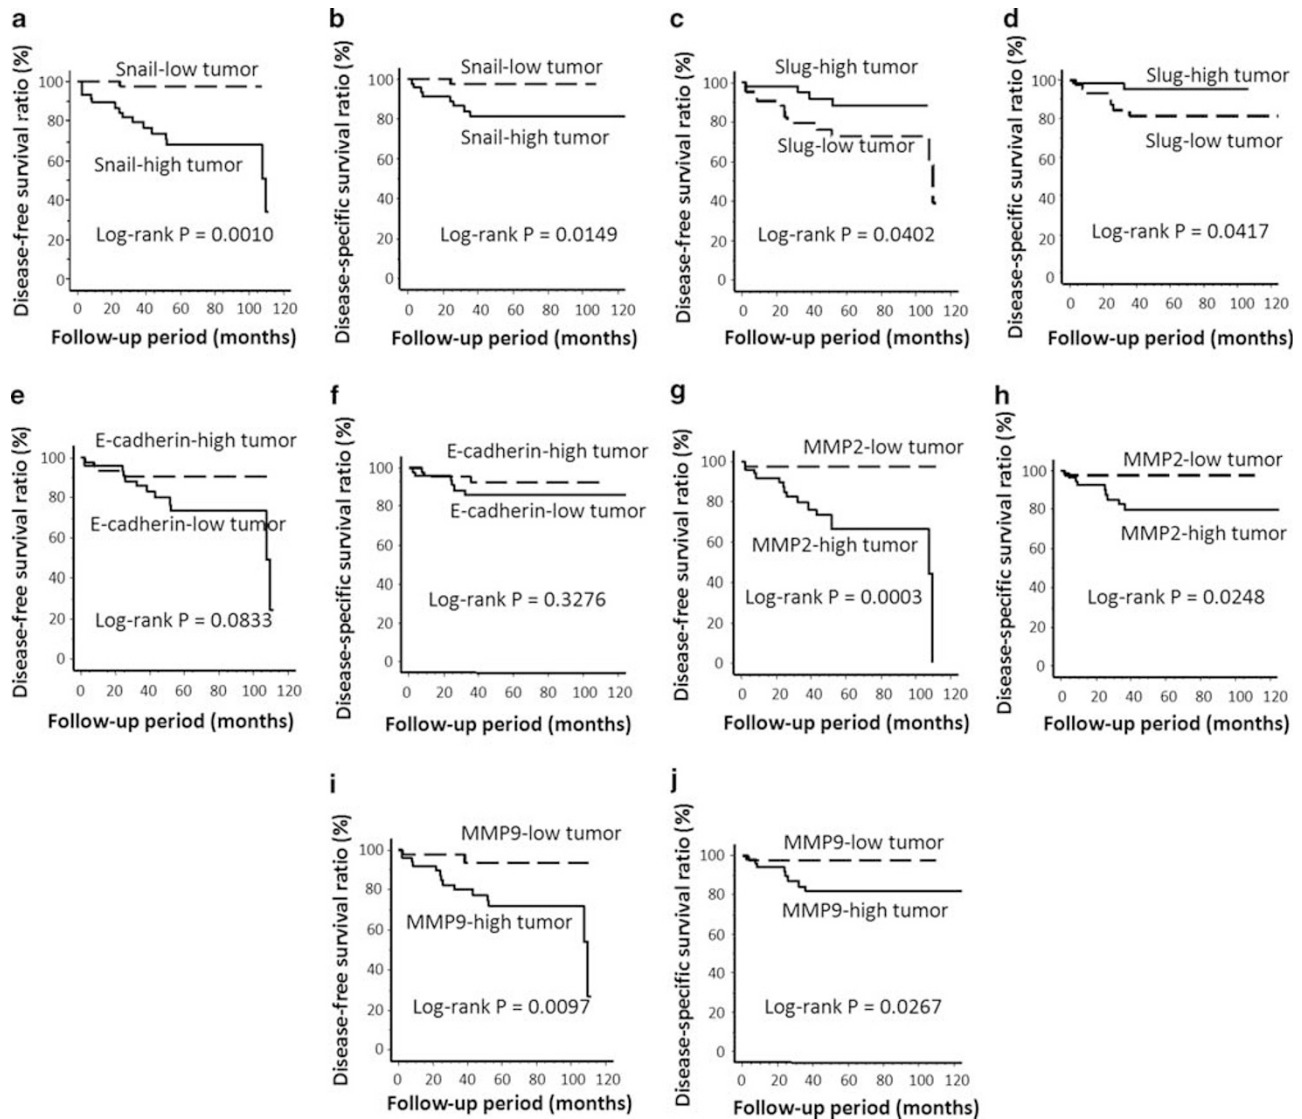 a
Disease-free survival ratio (%)
100
80
60
40
20
0
Snail-low tumor
Snail-high tumor
Log-rank P = 0.0010
0 20 40 60 80 100 120
Follow-up period (months)
b
Disease-specific survival ratio (%)
100
80
60
40
20
0
Snail-low tumor
Snail-high tumor
Log-rank P = 0.0149
0 20 40 60 80 100 120
Follow-up period (months)
c
Disease-free survival ratio (%)
100
80
60
40
20
0
Slug-high tumor
Slug-low tumor
Log-rank P = 0.0402
0 20 40 60 80 100 120
Follow-up period (months)
d
Disease-specific survival ratio (%)
100
80
60
40
20
0
Slug-high tumor
Slug-low tumor
Log-rank P = 0.0417
0 20 40 60 80 100 120
Follow-up period (months)
e
Disease-free survival ratio (%)
100
80
60
40
20
0
E-cadherin-high tumor
E-cadherin-low tumor
Log-rank P = 0.0833
0 20 40 60 80 100 120
Follow-up period (months)
f
Disease-specific survival ratio (%)
100
80
60
40
20
0
E-cadherin-high tumor
E-cadherin-low tumor
Log-rank P = 0.3276
0 20 40 60 80 100 120
Follow-up period (months)
g
Disease-free survival ratio (%)
100
80
60
40
20
0
MMP2-low tumor
MMP2-high tumor
Log-rank P = 0.0003
0 20 40 60 80 100 120
Follow-up period (months)
h
Disease-specific survival ratio (%)
100
80
60
40
20
0
MMP2-low tumor
MMP2-high tumor
Log-rank P = 0.0248
0 20 40 60 80 100 120
Follow-up period (months)
i
Disease-free survival ratio (%)
100
80
60
40
20
0
MMP9-low tumor
MMP9-high tumor
Log-rank P = 0.0097
0 20 40 60 80 100 120
Follow-up period (months)
j
Disease-specific survival ratio (%)
100
80
60
40
20
0
MMP9-low tumor
MMP9-high tumor
Log-rank P = 0.0267
0 20 40 60 80 100 120
Follow-up period (months)